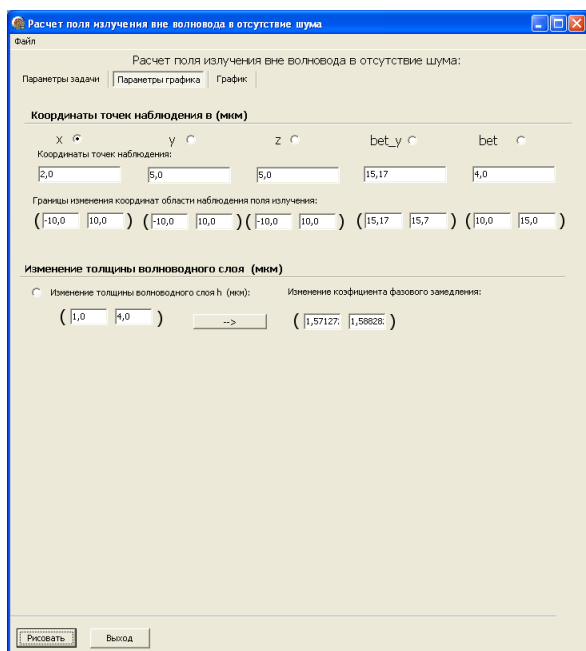 Расчет поля излучения вне волновода в отсутствие шума
Файл
Расчет поля излучения вне волновода в отсутствие шума:
Параметры задачи Параметры графика График
Координаты точек наблюдения в (мкм)
x y z bet_y bet
Координаты точек наблюдения:
2,0 5,0 5,0 15,17 4,0
Границы изменения координат области наблюдения поля излучения:
( -10,0 10,0 ) ( -10,0 10,0 ) ( -10,0 10,0 ) ( 15,17 15,7 ) ( 10,0 15,0 )
Изменение толщины волноводного слоя (мкм)
Изменение толщины волноводного слоя h (мкм): Изменение коэфициента фазового замедления:
( 1,0 4,0 ) --> ( 1,57127 1,58828 )
Рисовать Выход